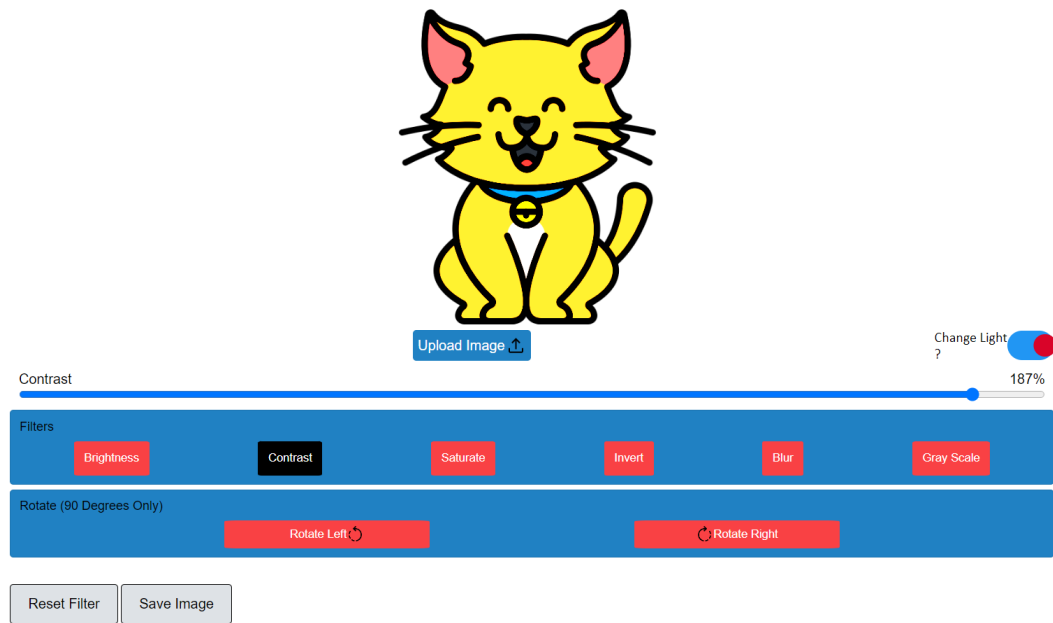 Upload Image
Change Light
?
Contrast 187%
Filters
Brightness Contrast Saturate Invert Blur Gray Scale
Rotate (90 Degrees Only)
Rotate Left Rotate Right
Reset Filter Save Image